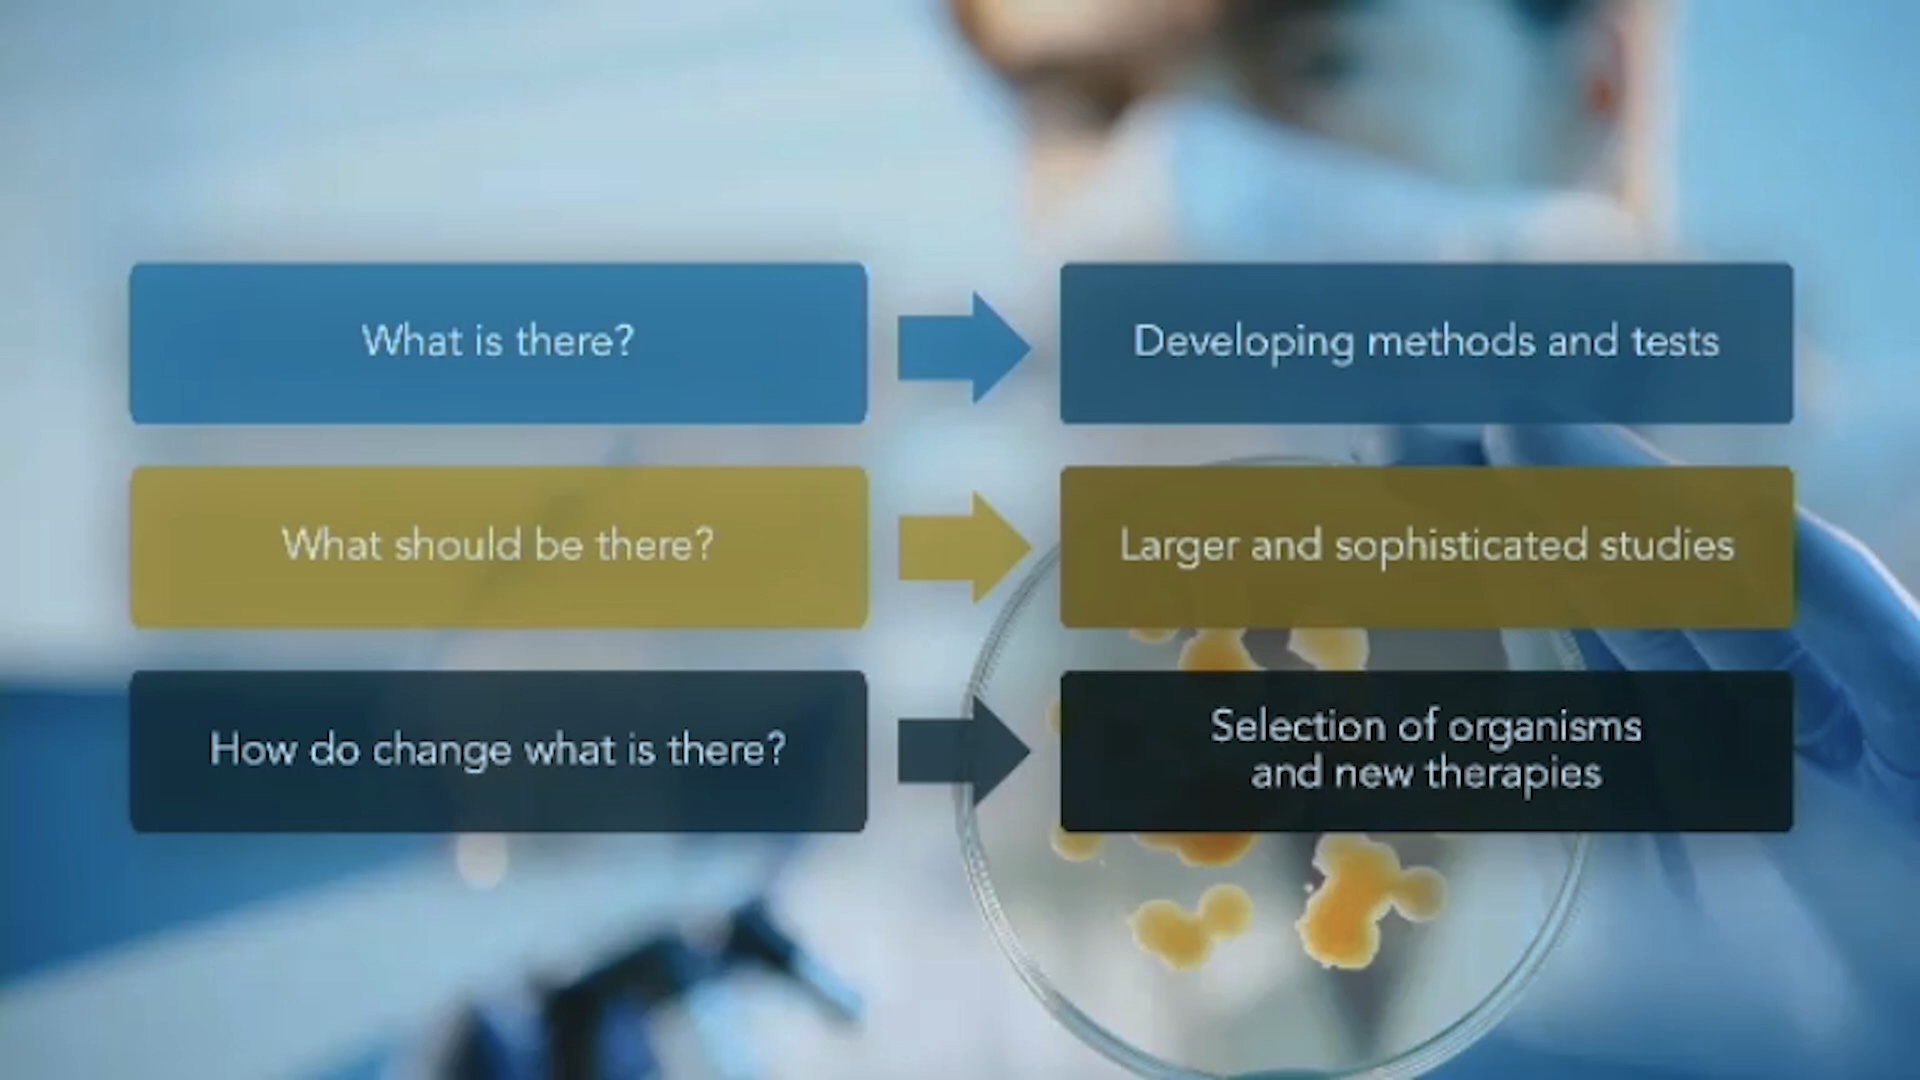 What is there?
Developing methods and tests
What should be there?
Larger and sophisticated studies
How do change what is there?
Selection of organisms
and new therapies